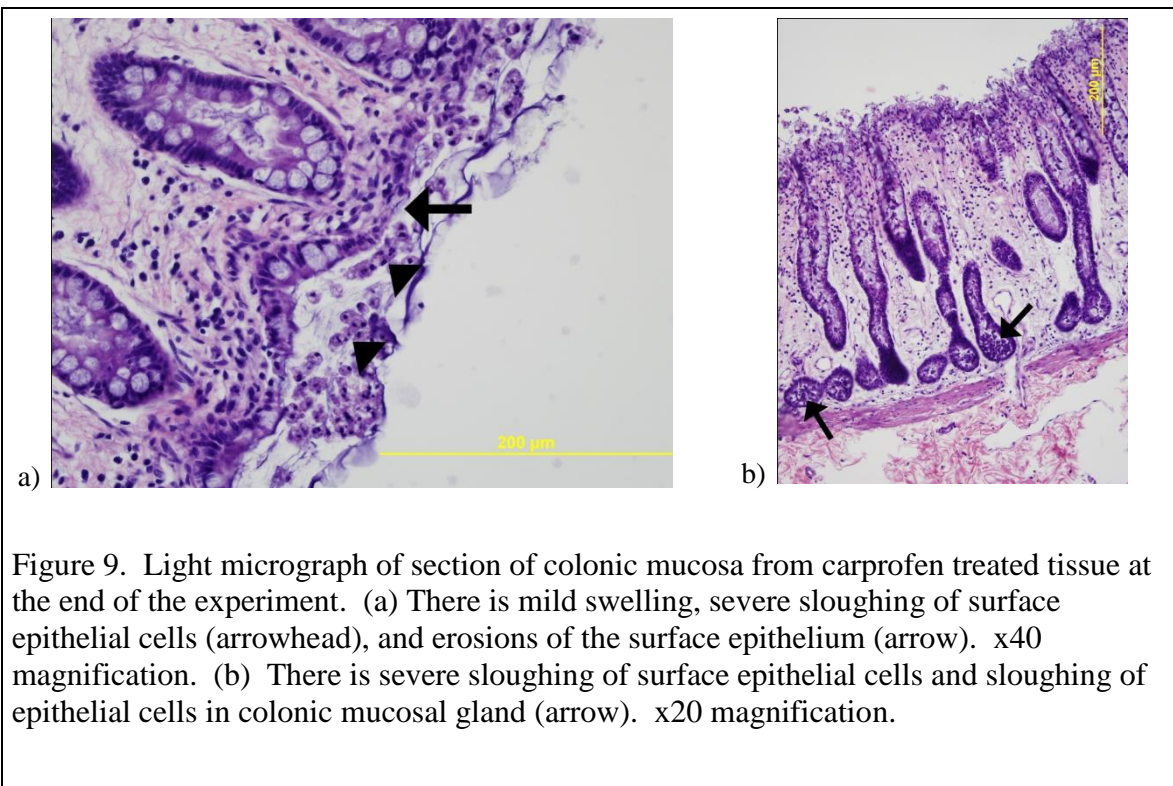 200 µm
200 µm
a)
b)
Figure 9. Light micrograph of section of colonic mucosa from carprofen treated tissue at
the end of the experiment. (a) There is mild swelling, severe sloughing of surface
epithelial cells (arrowhead), and erosions of the surface epithelium (arrow). x40
magnification. (b) There is severe sloughing of surface epithelial cells and sloughing of
epithelial cells in colonic mucosal gland (arrow). x20 magnification.